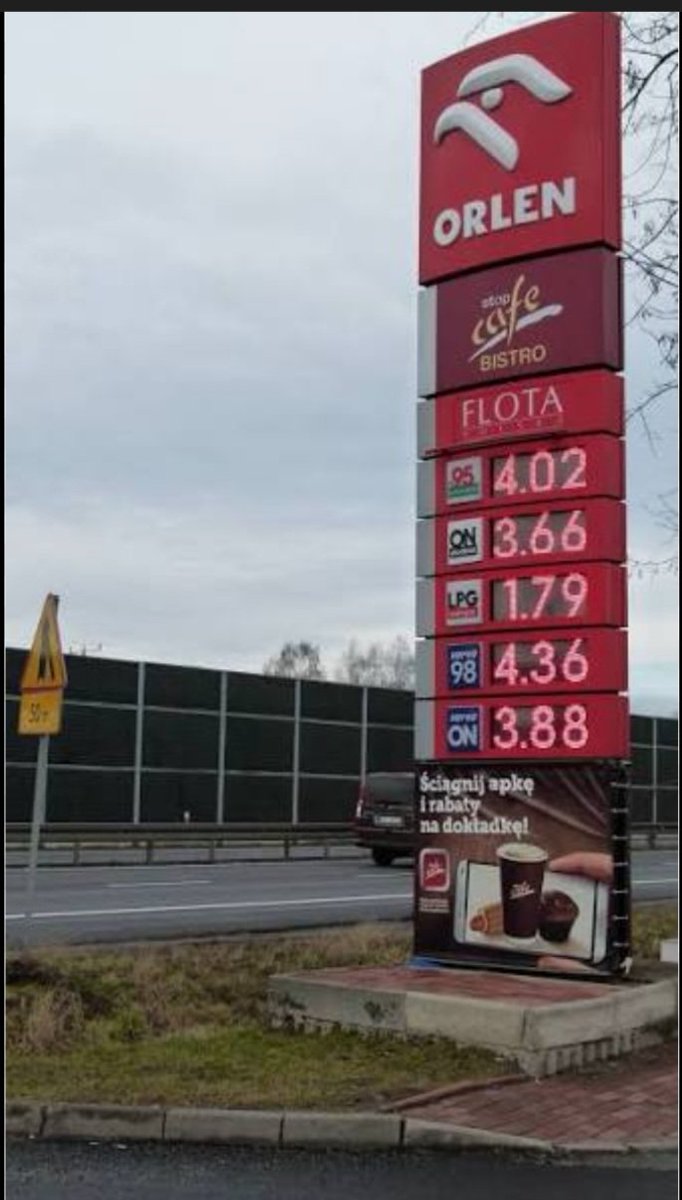 ORLEN
stop
cafe
BISTRO
FLOTA
95 4.02
ON 3.66
LPG 1.79
98 4.36
ON 3.88
Ściągnij apkę
i rabaty
na dokładkę!
50 m